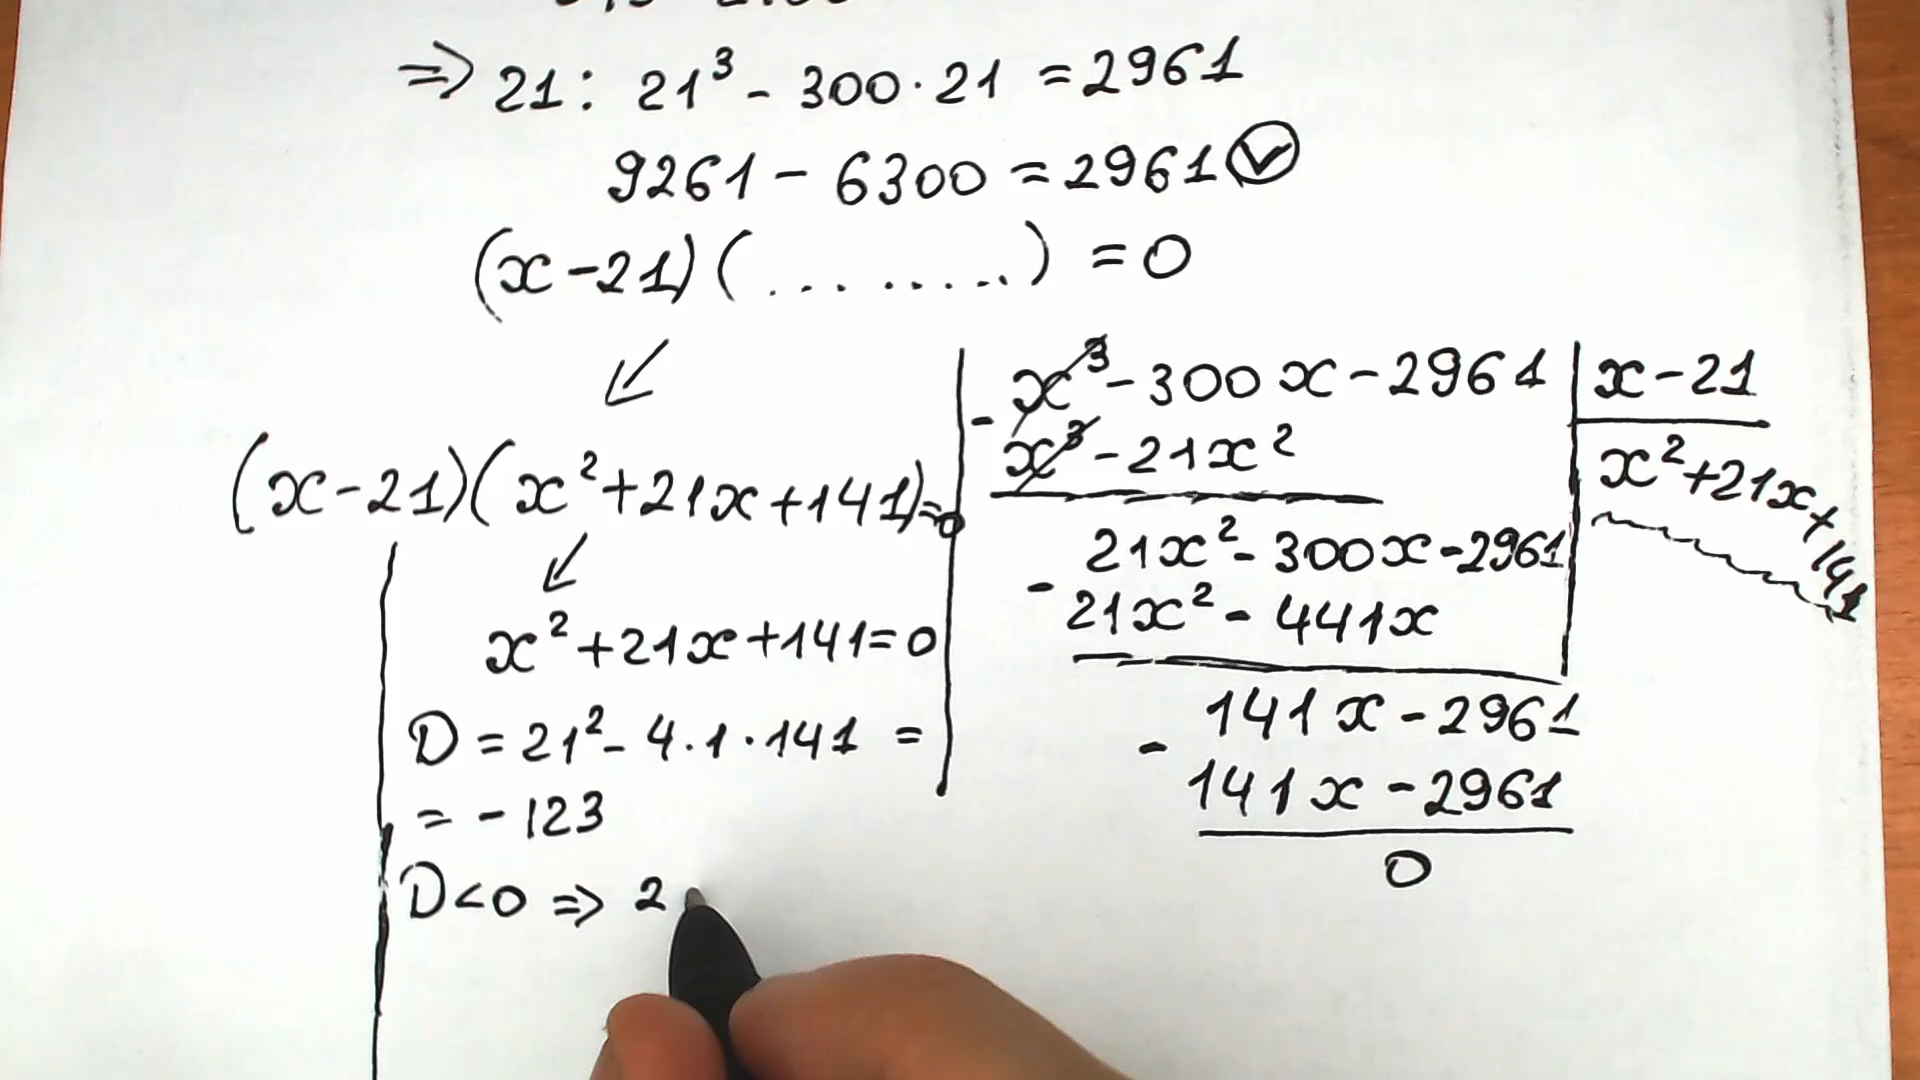 => 21: 21³ - 300·21 = 2961
9261 - 6300 = 2961
(x-21)(.........) = 0
(x-21)(x²+21x+141)=0
x²+21x+141=0
D = 21² - 4·1·141 =
= -123
D<0 => 2
x³ - 300x - 2961 | x-21
- x³ - 21x²
x²+21x+141
21x² - 300x - 2961
- 21x² - 441x
141x - 2961
- 141x - 2961
0